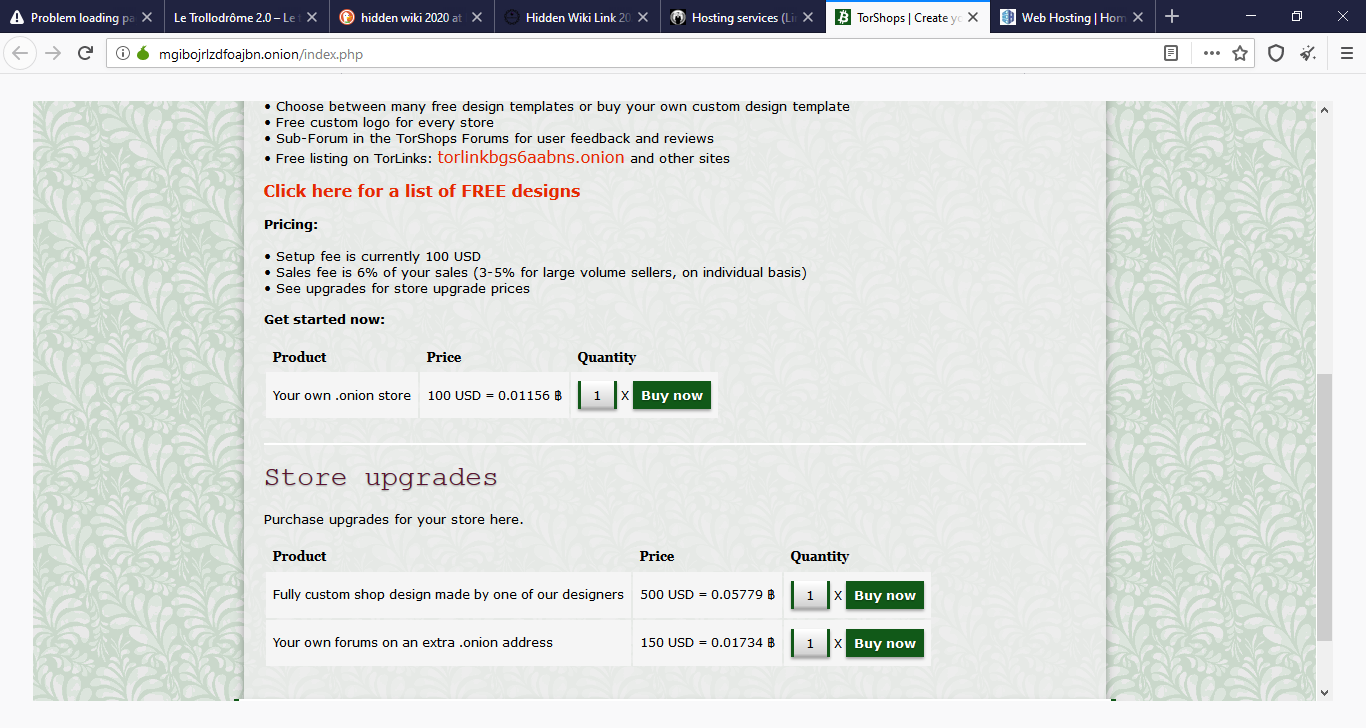 Problem loading pa
Le Trollodrôme 2.0 – Le f
hidden wiki 2020 at
Hidden Wiki Link 20
Hosting services (Li
TorShops | Create yo
Web Hosting | Hom
mgibojrlzdfoajbn.onion/index.php
• Choose between many free design templates or buy your own custom design template
• Free custom logo for every store
• Sub-Forum in the TorShops Forums for user feedback and reviews
• Free listing on TorLinks: torlinkbgs6aabns.onion and other sites
Click here for a list of FREE designs
Pricing:
• Setup fee is currently 100 USD
• Sales fee is 6% of your sales (3-5% for large volume sellers, on individual basis)
• See upgrades for store upgrade prices
Get started now:
Product Price Quantity
Your own .onion store 100 USD = 0.01156 ฿ 1 X Buy now
Store upgrades
Purchase upgrades for your store here.
Product Price Quantity
Fully custom shop design made by one of our designers 500 USD = 0.05779 ฿ 1 X Buy now
Your own forums on an extra .onion address 150 USD = 0.01734 ฿ 1 X Buy now